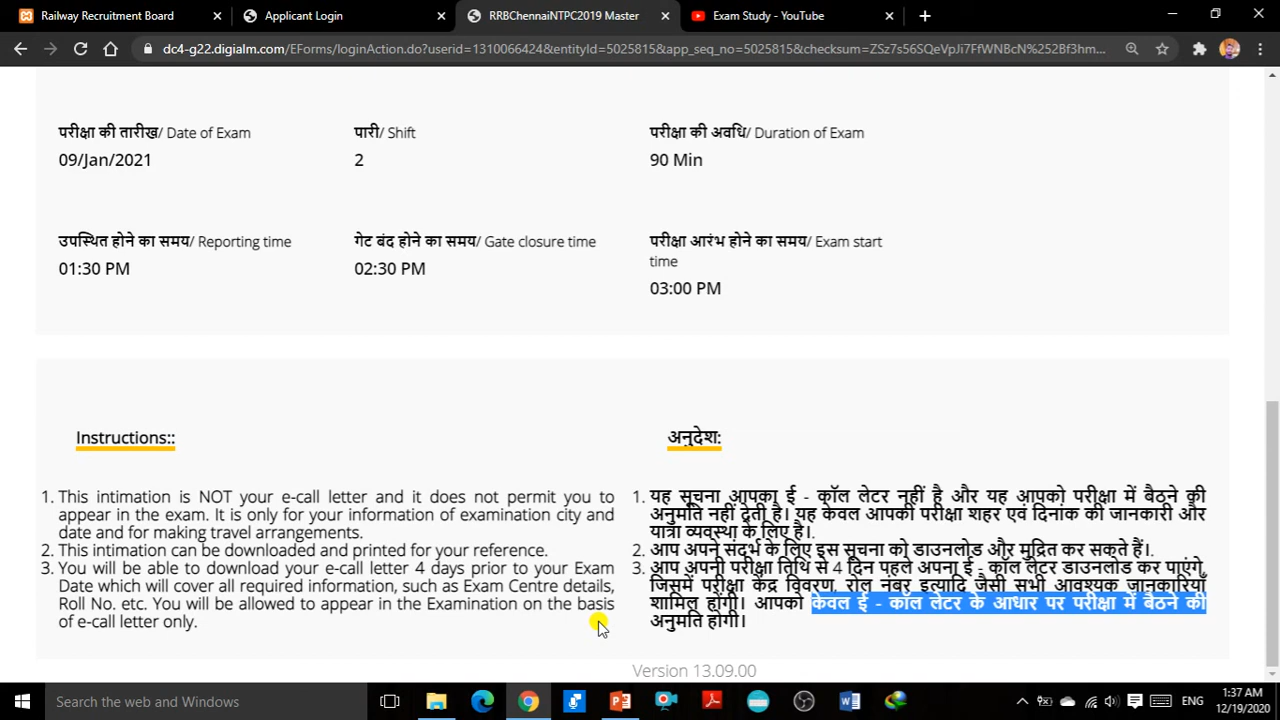 Railway Recruitment Board
Applicant Login
RRBChennaiNTPC2019 Master
Exam Study - YouTube
dc4-g22.digialm.com/EForms/loginAction.do?userid=1310066424&entityId=5025815&app_seq_no=5025815&checksum=ZSz7s56SQeVpJi7FfWNBcN%252Bf3hm...
परीक्षा की तारीख/ Date of Exam
09/Jan/2021
पारी/ Shift
2
परीक्षा की अवधि/ Duration of Exam
90 Min
उपस्थित होने का समय/ Reporting time
01:30 PM
गेट बंद होने का समय/ Gate closure time
02:30 PM
परीक्षा आरंभ होने का समय/ Exam start
time
03:00 PM
Instructions::
1. This intimation is NOT your e-call letter and it does not permit you to
appear in the exam. It is only for your information of examination city and
date and for making travel arrangements.
2. This intimation can be downloaded and printed for your reference.
3. You will be able to download your e-call letter 4 days prior to your Exam
Date which will cover all required information, such as Exam Centre details,
Roll No. etc. You will be allowed to appear in the Examination on the basis
of e-call letter only.
अनुदेश:
1. यह सूचना आपका ई - कॉल लेटर नहीं है और यह आपको परीक्षा में बैठने की
अनुमति नहीं देती है। यह केवल आपकी परीक्षा शहर एवं दिनांक की जानकारी और
यात्रा व्यवस्था के लिए है।.
2. आप अपने संदर्भ के लिए इस सूचना को डाउनलोड और मुद्रित कर सकते हैं।.
3. आप अपनी परीक्षा तिथि से 4 दिन पहले अपना ई - कॉल लेटर डाउनलोड कर पाएंगे,
जिसमें परीक्षा केंद्र विवरण, रोल नंबर इत्यादि जैसी सभी आवश्यक जानकारियाँ
शामिल होंगी। आपको केवल ई - कॉल लेटर के आधार पर परीक्षा में बैठने की
अनुमति होगी।
Version 13.09.00
Search the web and Windows
ENG
1:37 AM
12/19/2020